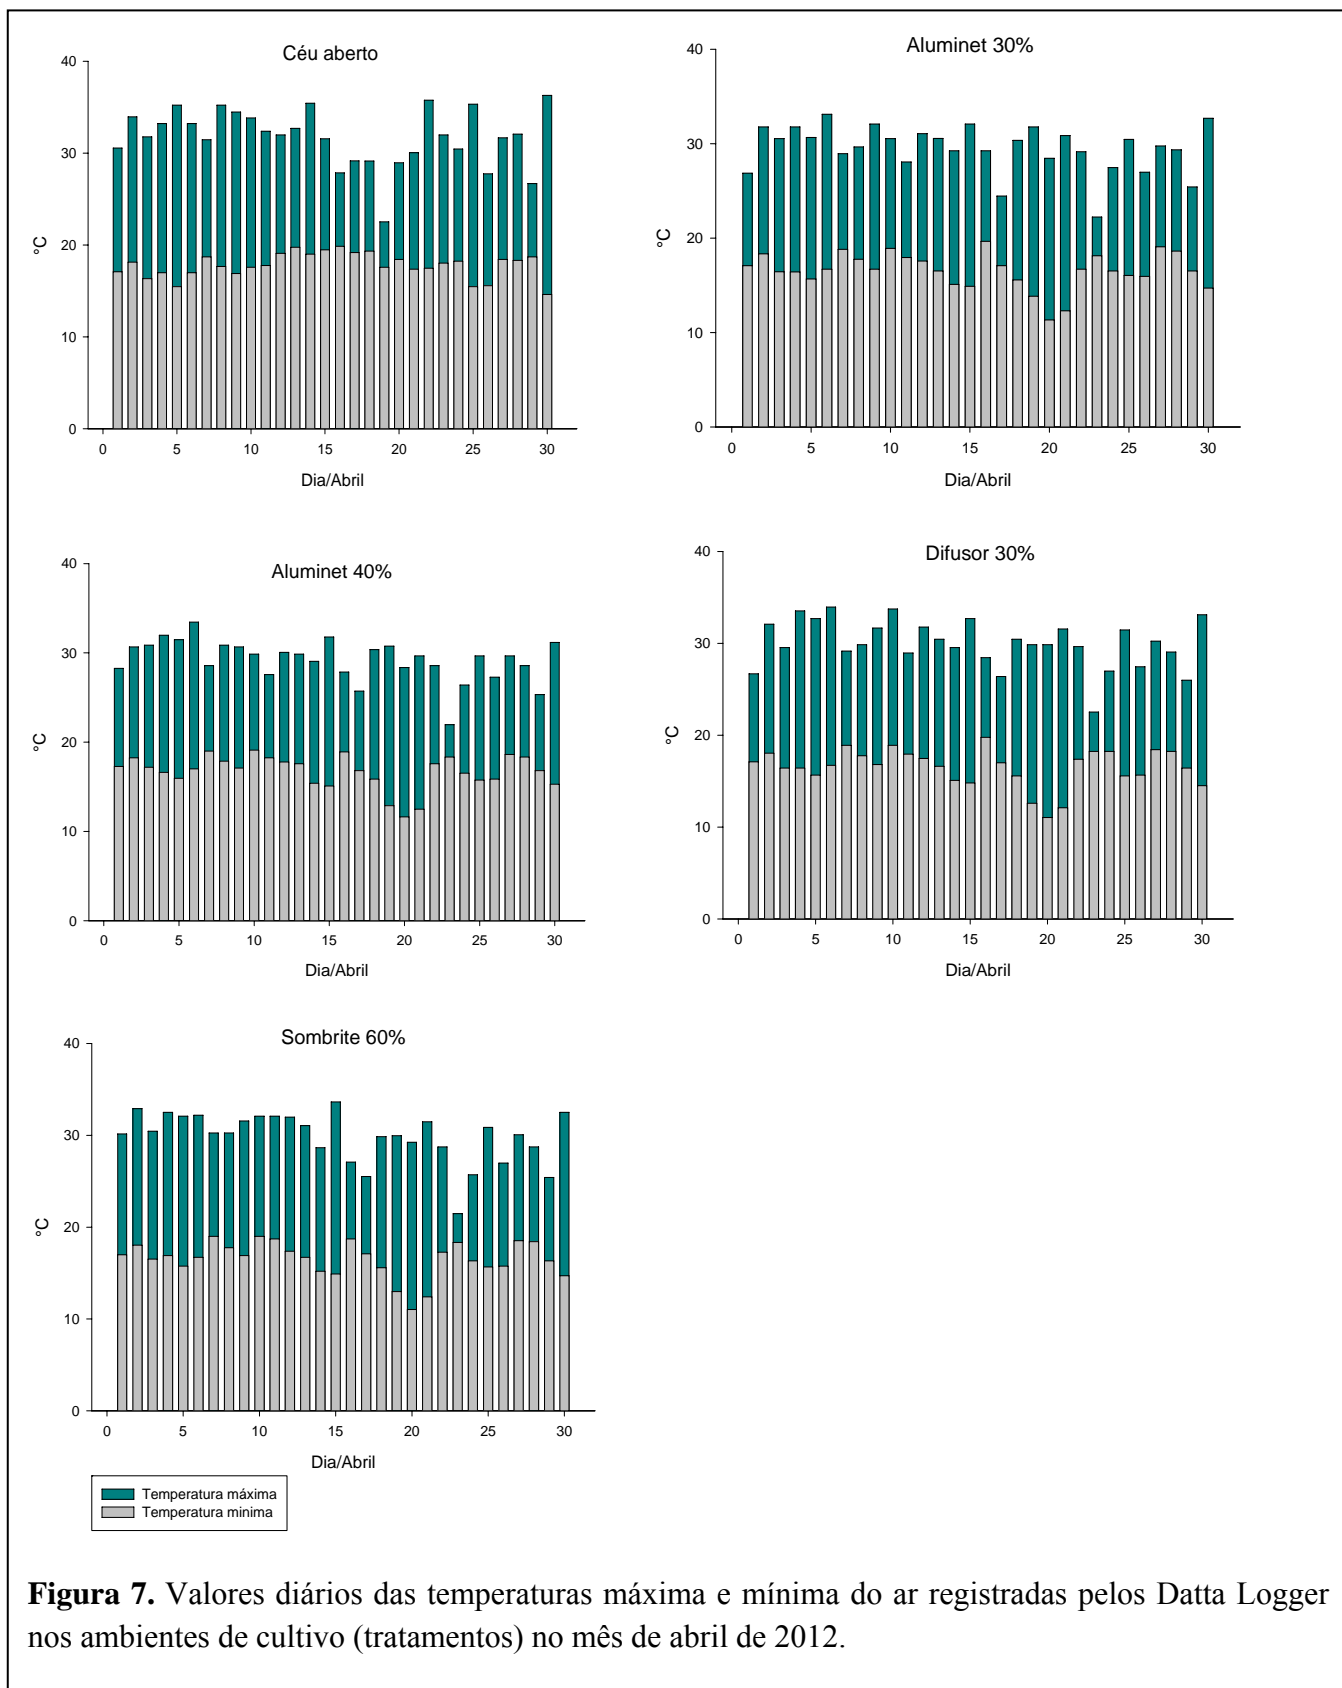 Céu aberto
40
30
20
10
0
°C
0 5 10 15 20 25 30
Dia/Abril
Aluminet 30%
40
30
20
10
0
°C
0 5 10 15 20 25 30
Dia/Abril
Aluminet 40%
40
30
20
10
0
°C
0 5 10 15 20 25 30
Dia/Abril
Difusor 30%
40
30
20
10
0
°C
0 5 10 15 20 25 30
Dia/Abril
Sombrite 60%
40
30
20
10
0
°C
0 5 10 15 20 25 30
Dia/Abril
Temperatura máxima
Temperatura minima
Figura 7. Valores diários das temperaturas máxima e mínima do ar registradas pelos Datta Logger
nos ambientes de cultivo (tratamentos) no mês de abril de 2012.